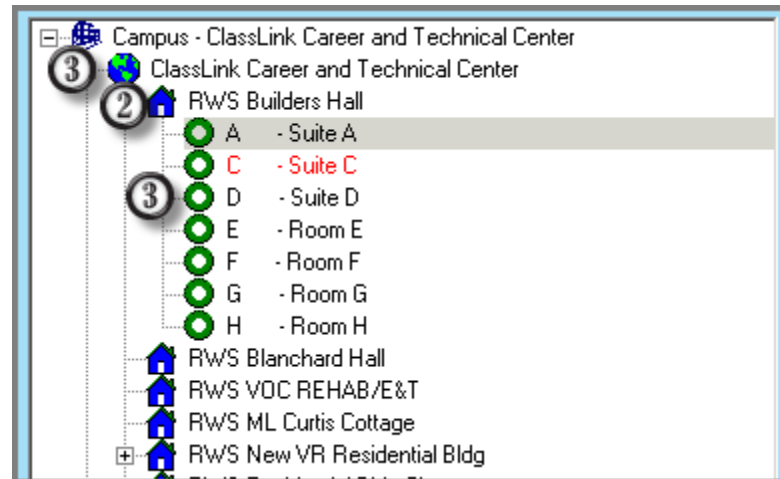 Campus - ClassLink Career and Technical Center
3 ClassLink Career and Technical Center
2 RWS Builders Hall
A - Suite A
C - Suite C
3 D - Suite D
E - Room E
F - Room F
G - Room G
H - Room H
RWS Blanchard Hall
RWS VOC REHAB/E&T
RWS ML Curtis Cottage
RWS New VR Residential Bldg